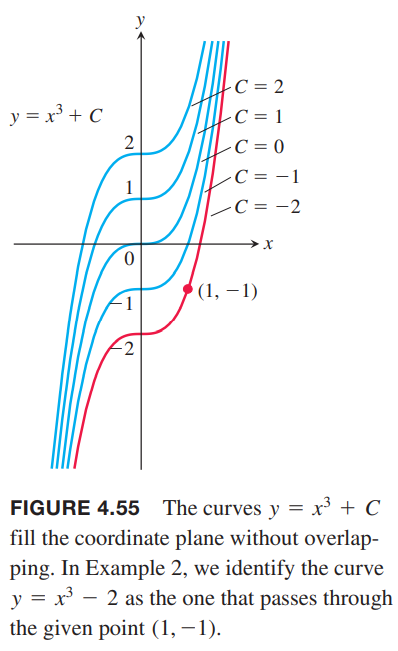 y
y = x³ + C
C = 2
C = 1
C = 0
C = −1
C = −2
2
1
0
x
−1
(1, −1)
−2
FIGURE 4.55 The curves y = x³ + C
fill the coordinate plane without overlap-
ping. In Example 2, we identify the curve
y = x³ − 2 as the one that passes through
the given point (1, −1).